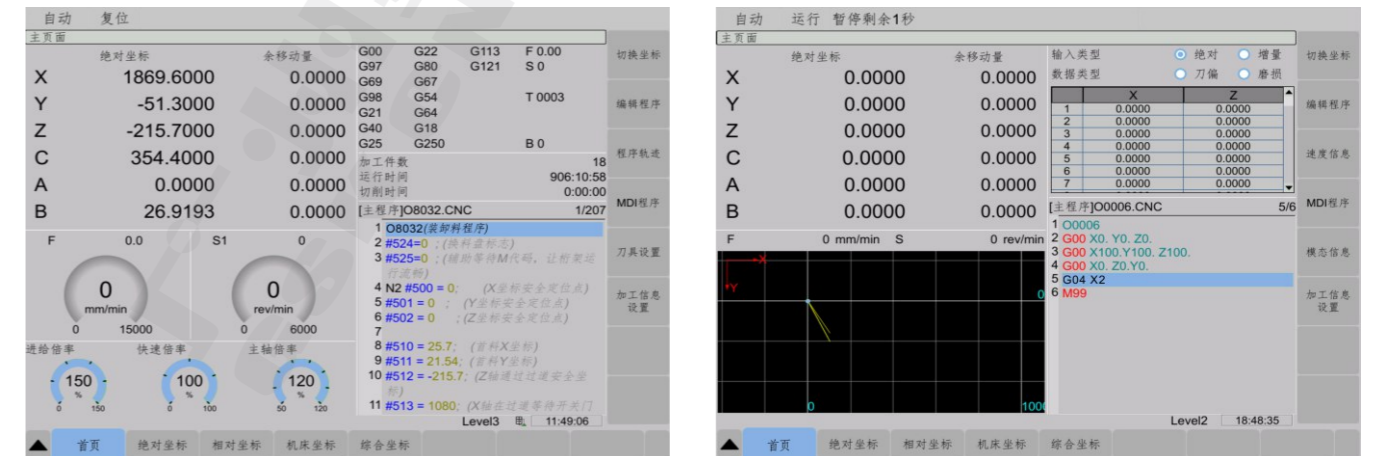 自动 复位
主页面
绝对坐标 余移动量
X 1869.6000 0.0000
Y -51.3000 0.0000
Z -215.7000 0.0000
C 354.4000 0.0000
A 0.0000 0.0000
B 26.9193 0.0000
G00 G22 G113 F 0.00
G97 G80 G121 S 0
G69 G67
G98 G54 T 0003
G21 G64
G40 G18
G25 G250 B 0
加工件数 18
运行时间 906:10:58
切削时间 0:00:00
[主程序]O8032.CNC 1/207
1 O8032(装卸料程序)
2 #524=0 ; (换料盘标志)
3 #525=0 ; (辅助等待M代码, 让桁架运
行流畅)
4 N2 #500 = 0; (X坐标安全定位点)
5 #501 = 0 ; (Y坐标安全定位点)
6 #502 = 0 ; (Z坐标安全定位点)
7
8 #510 = 25.7; (首料X坐标)
9 #511 = 21.54; (首料Y坐标)
10 #512 = -215.7; (Z轴通过过道安全坐
标)
11 #513 = 1080; (X轴在过道等待开关门
F 0.0 S1 0
0 0
mm/min rev/min
0 15000 0 6000
进给倍率 快速倍率 主轴倍率
150 100 120
% % %
0 150 0 100 50 120
Level3 11:49:06
切换坐标
编辑程序
程序轨迹
MDI程序
刀具设置
加工信息
设置
首页 绝对坐标 相对坐标 机床坐标 综合坐标
自动 运行 暂停剩余1秒
主页面
绝对坐标 余移动量
X 0.0000 0.0000
Y 0.0000 0.0000
Z 0.0000 0.0000
C 0.0000 0.0000
A 0.0000 0.0000
B 0.0000 0.0000
F 0 mm/min S 0 rev/min
X
Y
0
0 1000
输入类型 绝对 增量
数据类型 刀偏 磨损
X Z
1 0.0000 0.0000
2 0.0000 0.0000
3 0.0000 0.0000
4 0.0000 0.0000
5 0.0000 0.0000
6 0.0000 0.0000
7 0.0000 0.0000
[主程序]O0006.CNC 5/6
1 O0006
2 G00 X0. Y0. Z0.
3 G00 X100.Y100. Z100.
4 G00 X0. Z0.Y0.
5 G04 X2
6 M99
Level2 18:48:35
切换坐标
编辑程序
速度信息
MDI程序
模态信息
加工信息
设置
首页 绝对坐标 相对坐标 机床坐标 综合坐标